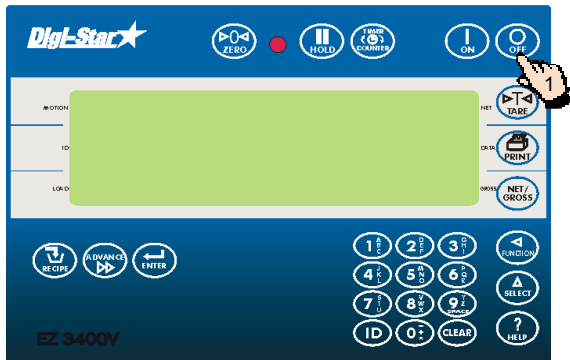 Digi-Star
ZERO
HOLD
TIMER
COUNTER
ON
OFF
1
MOTION
NET
T
TARE
ID
DATA
PRINT
LOAD
GROSS
NET/
GROSS
1 A B C
2 D E F
3 G H I
FUNCTION
RECIPE
ADVANCE
ENTER
4 J K L
5 M N O
6 P Q R
SELECT
7 S T U
8 V W X
9 Y Z SPACE
EZ 3400V
ID
0
CLEAR
?
HELP